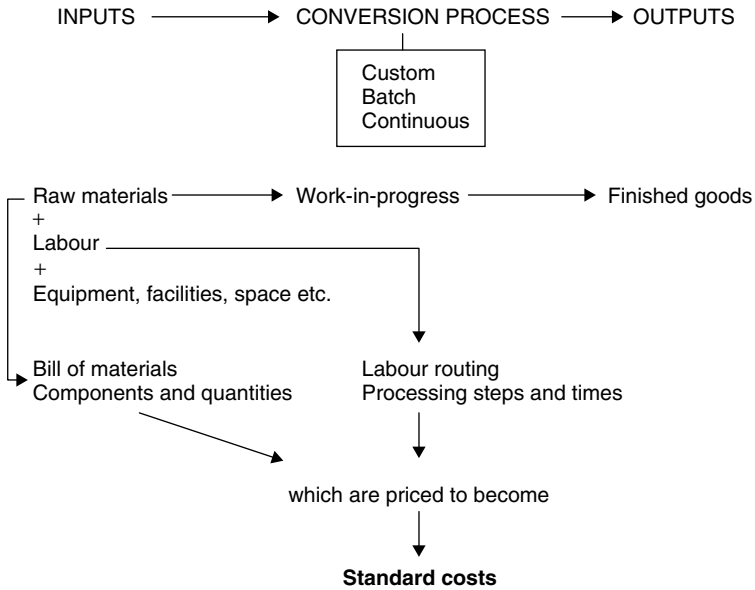 INPUTS CONVERSION PROCESS OUTPUTS
Custom
Batch
Continuous
Raw materials Work-in-progress Finished goods
+
Labour
+
Equipment, facilities, space etc.
Bill of materials
Components and quantities
Labour routing
Processing steps and times
which are priced to become
Standard costs